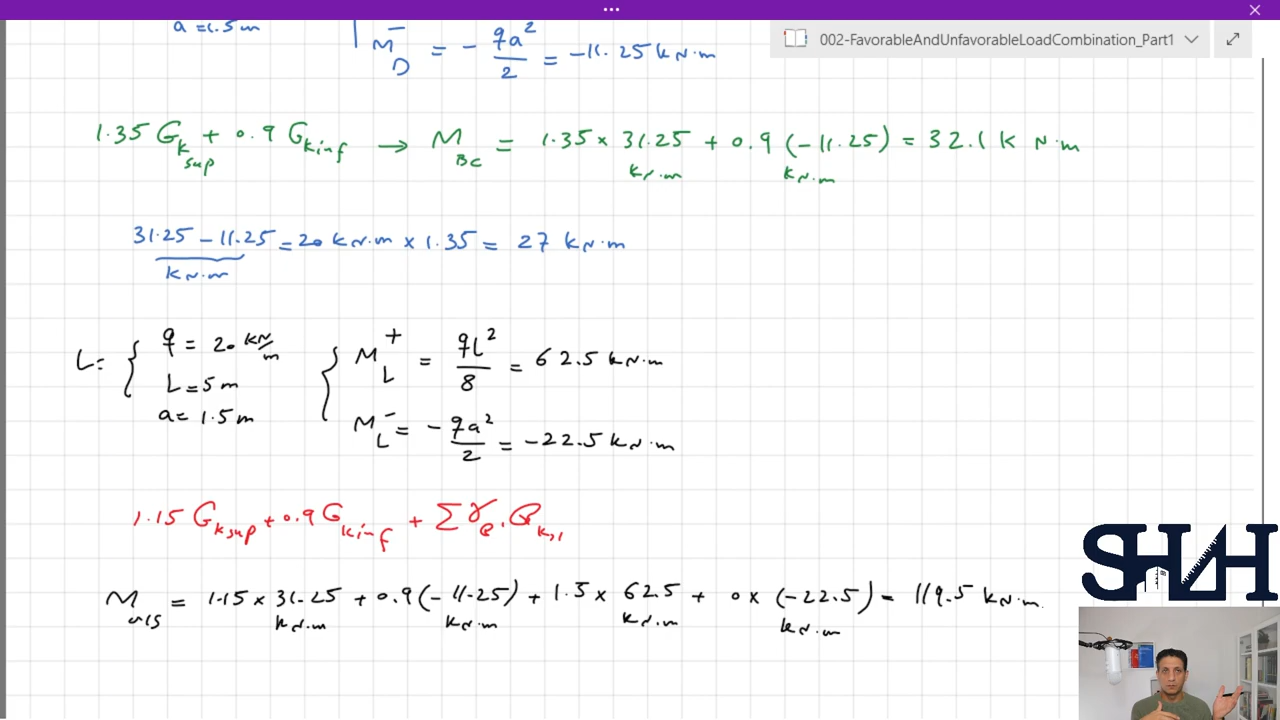 a = 1.5 m
M⁻_D = - qa²/2 = -11.25 kN.m
002-FavorableAndUnfavorableLoadCombination_Part1
1.35 G_k sup + 0.9 G_k inf → M_BC = 1.35 × 31.25 kN.m + 0.9 (-11.25) kN.m = 32.1 k N.m
31.25 - 11.25 kN.m = 20 kN.m × 1.35 = 27 kN.m
L: { q = 20 kN/m
L = 5 m
a = 1.5 m
M⁺_L = qL²/8 = 62.5 kN.m
M⁻_L = - qa²/2 = -22.5 kN.m
1.15 G_k sup + 0.9 G_k inf + Σ γ_Q . Q_k,1
M = 1.15 × 31.25 kN.m + 0.9 (-11.25) kN.m + 1.5 × 62.5 kN.m + 0 × (-22.5) kN.m = 119.5 kN.m
SHZH